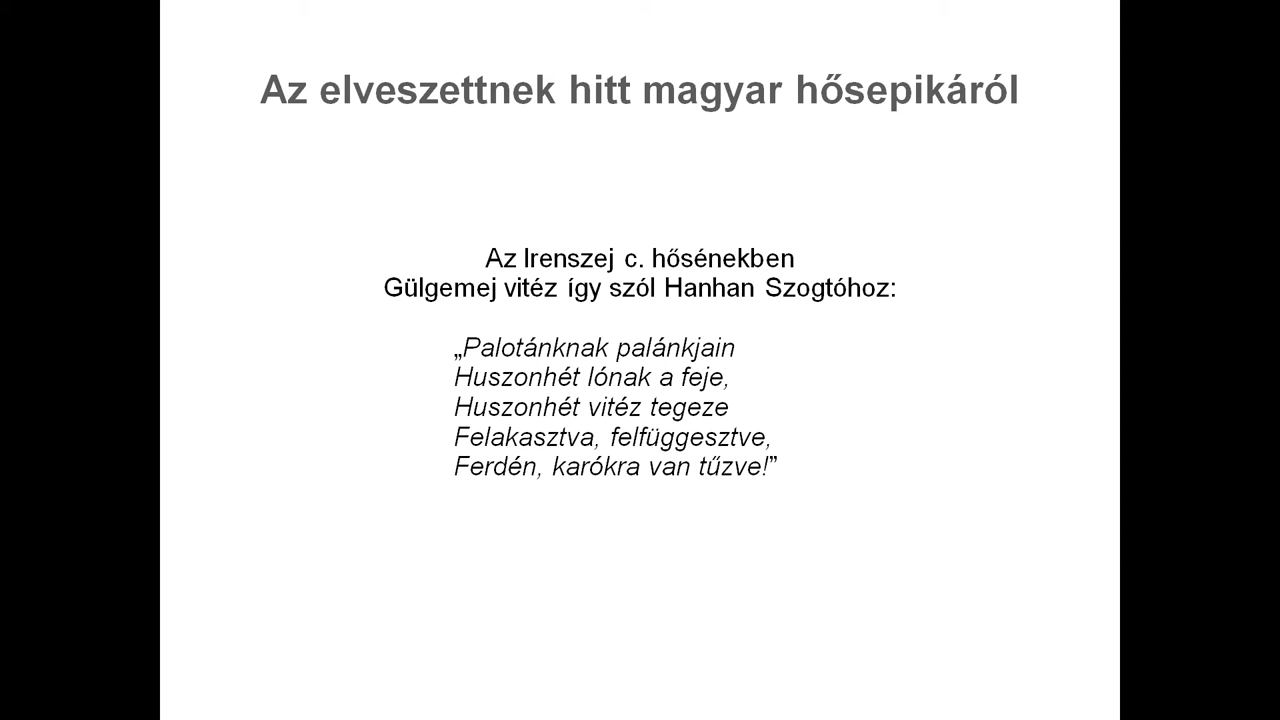 Az elveszettnek hitt magyar hősepikáról
Az Irenszej c. hősénekben
Gülgemej vitéz így szól Hanhan Szogtóhoz:
„Palotánknak palánkjain
Huszonhét lónak a feje,
Huszonhét vitéz tegeze
Felakasztva, felfüggesztve,
Ferdén, karókra van tűzve!”